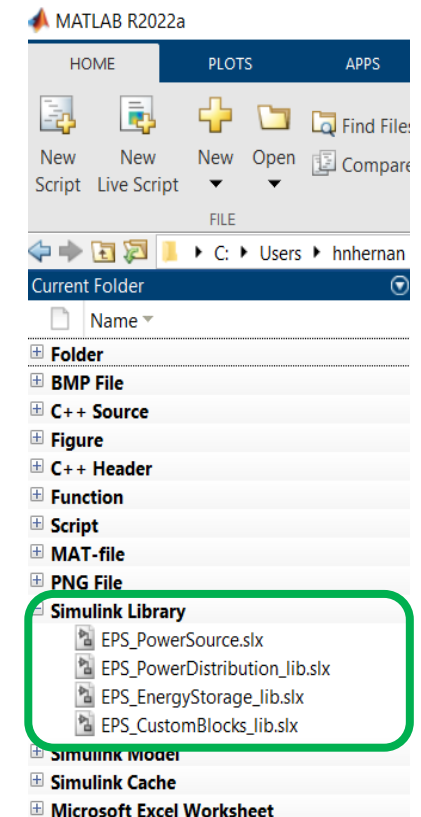 MATLAB R2022a
HOME PLOTS APPS
New Script New Live Script New Open Find Files Compare
FILE
C: Users hnhernan
Current Folder
Name
Folder
BMP File
C++ Source
Figure
C++ Header
Function
Script
MAT-file
PNG File
Simulink Library
EPS_PowerSource.slx
EPS_PowerDistribution_lib.slx
EPS_EnergyStorage_lib.slx
EPS_CustomBlocks_lib.slx
Simulink Model
Simulink Cache
Microsoft Excel Worksheet